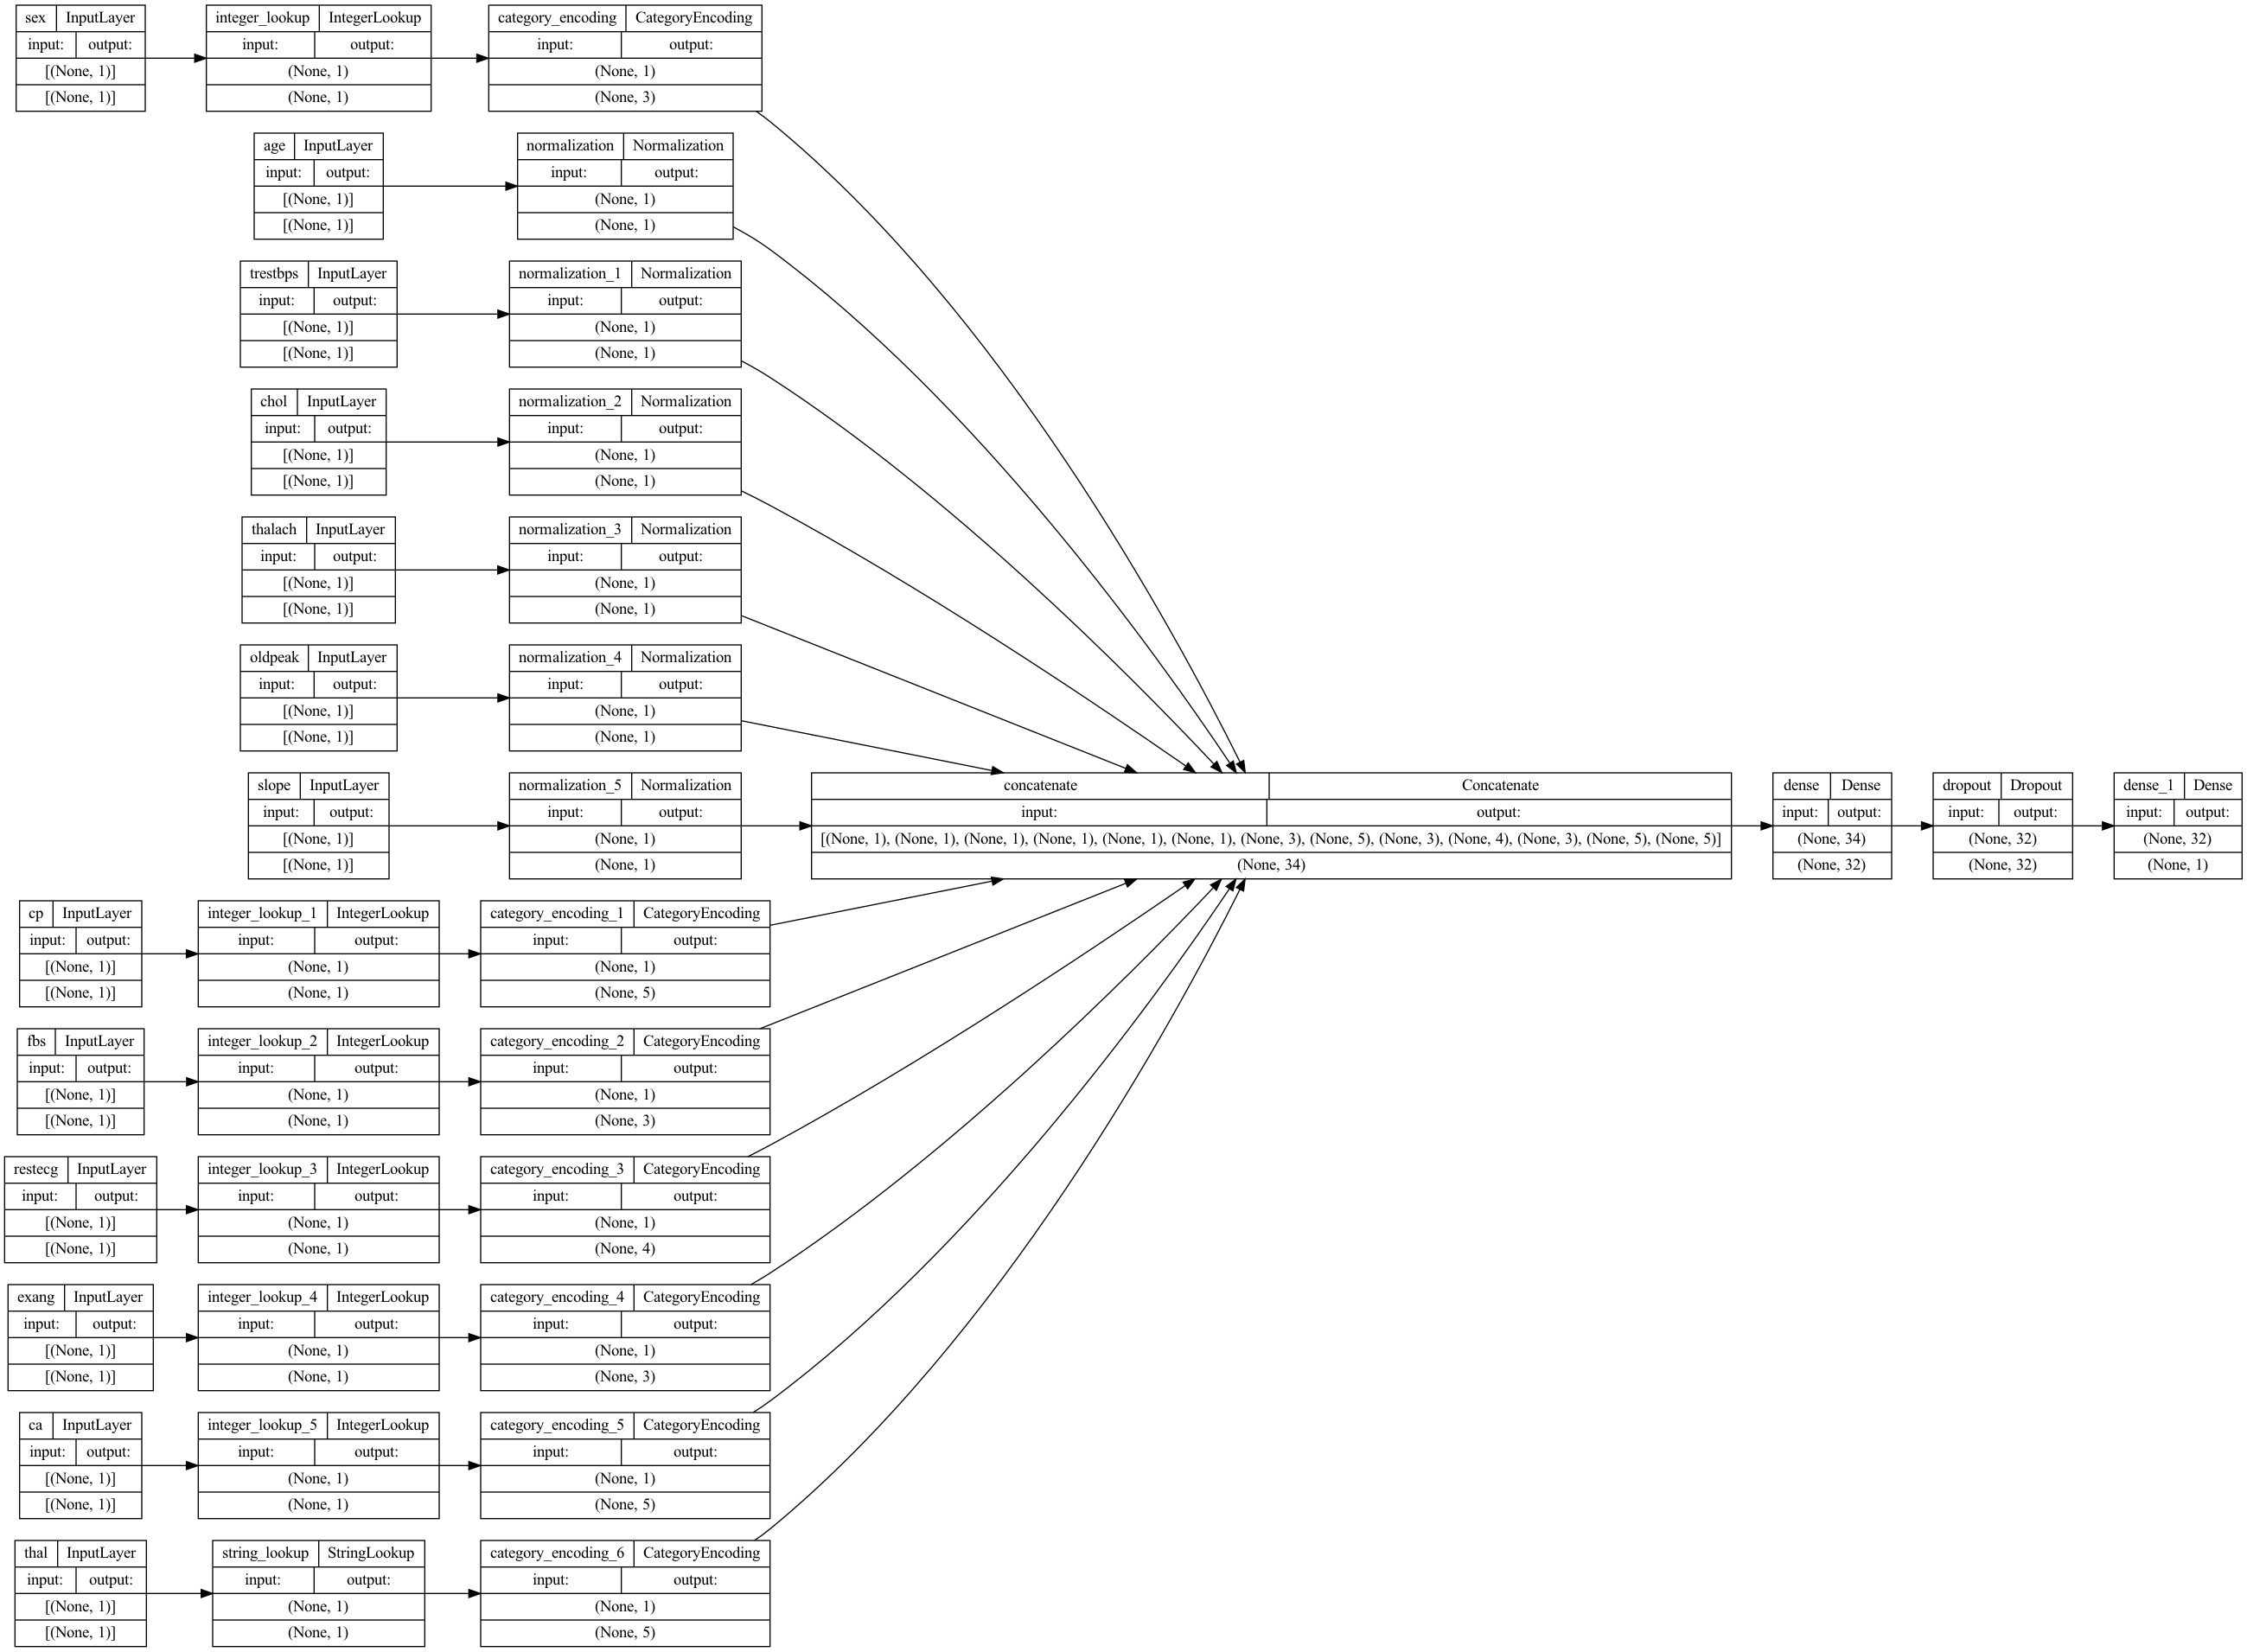 sex InputLayer
input: output:
[(None, 1)]
[(None, 1)]
integer_lookup IntegerLookup
input: output:
(None, 1)
(None, 1)
category_encoding CategoryEncoding
input: output:
(None, 1)
(None, 3)
age InputLayer
input: output:
[(None, 1)]
[(None, 1)]
normalization Normalization
input: output:
(None, 1)
(None, 1)
trestbps InputLayer
input: output:
[(None, 1)]
[(None, 1)]
normalization_1 Normalization
input: output:
(None, 1)
(None, 1)
chol InputLayer
input: output:
[(None, 1)]
[(None, 1)]
normalization_2 Normalization
input: output:
(None, 1)
(None, 1)
thalach InputLayer
input: output:
[(None, 1)]
[(None, 1)]
normalization_3 Normalization
input: output:
(None, 1)
(None, 1)
oldpeak InputLayer
input: output:
[(None, 1)]
[(None, 1)]
normalization_4 Normalization
input: output:
(None, 1)
(None, 1)
slope InputLayer
input: output:
[(None, 1)]
[(None, 1)]
normalization_5 Normalization
input: output:
(None, 1)
(None, 1)
concatenate Concatenate
input: output:
[(None, 1), (None, 1), (None, 1), (None, 1), (None, 1), (None, 1), (None, 3), (None, 5), (None, 3), (None, 4), (None, 3), (None, 5), (None, 5)]
(None, 34)
dense Dense
input: output:
(None, 34)
(None, 32)
dropout Dropout
input: output:
(None, 32)
(None, 32)
dense_1 Dense
input: output:
(None, 32)
(None, 1)
cp InputLayer
input: output:
[(None, 1)]
[(None, 1)]
integer_lookup_1 IntegerLookup
input: output:
(None, 1)
(None, 1)
category_encoding_1 CategoryEncoding
input: output:
(None, 1)
(None, 5)
fbs InputLayer
input: output:
[(None, 1)]
[(None, 1)]
integer_lookup_2 IntegerLookup
input: output:
(None, 1)
(None, 1)
category_encoding_2 CategoryEncoding
input: output:
(None, 1)
(None, 3)
restecg InputLayer
input: output:
[(None, 1)]
[(None, 1)]
integer_lookup_3 IntegerLookup
input: output:
(None, 1)
(None, 1)
category_encoding_3 CategoryEncoding
input: output:
(None, 1)
(None, 4)
exang InputLayer
input: output:
[(None, 1)]
[(None, 1)]
integer_lookup_4 IntegerLookup
input: output:
(None, 1)
(None, 1)
category_encoding_4 CategoryEncoding
input: output:
(None, 1)
(None, 3)
ca InputLayer
input: output:
[(None, 1)]
[(None, 1)]
integer_lookup_5 IntegerLookup
input: output:
(None, 1)
(None, 1)
category_encoding_5 CategoryEncoding
input: output:
(None, 1)
(None, 5)
thal InputLayer
input: output:
[(None, 1)]
[(None, 1)]
string_lookup StringLookup
input: output:
(None, 1)
(None, 1)
category_encoding_6 CategoryEncoding
input: output:
(None, 1)
(None, 5)